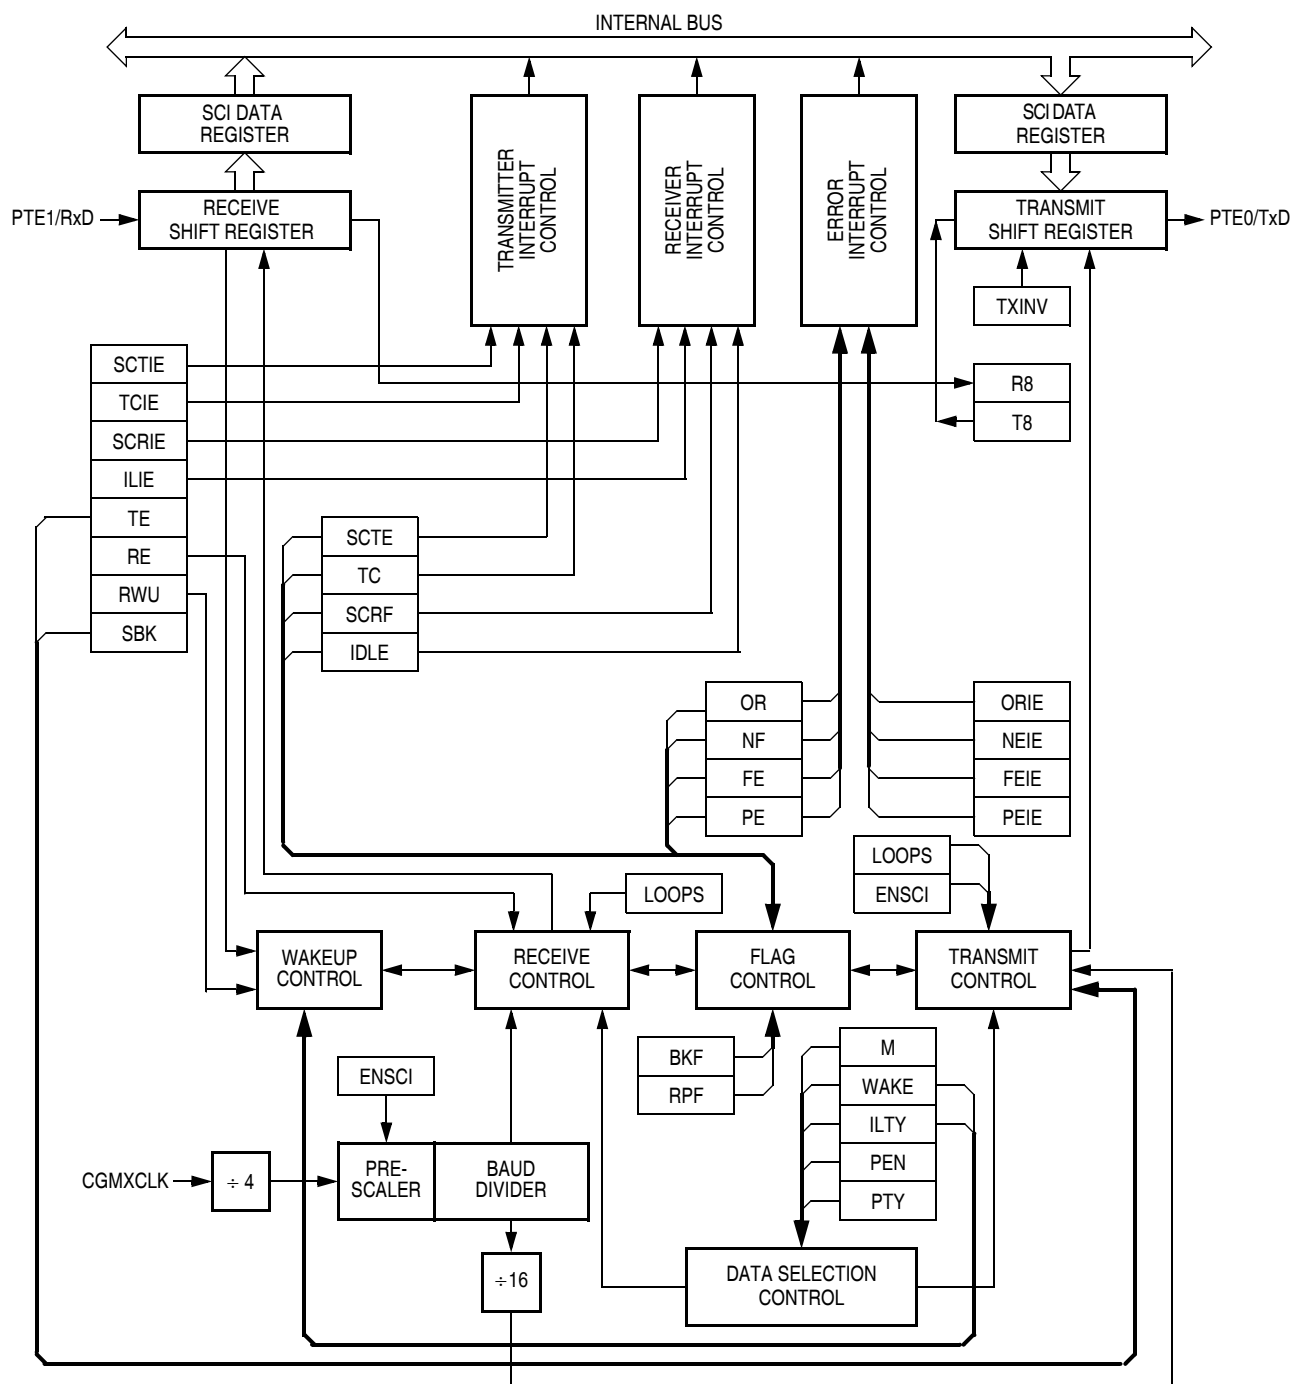 INTERNAL BUS
SCI DATA
REGISTER
TRANSMITTER
INTERRUPT
CONTROL
RECEIVER
INTERRUPT
CONTROL
ERROR
INTERRUPT
CONTROL
SCI DATA
REGISTER
PTE1/RxD
RECEIVE
SHIFT REGISTER
TRANSMIT
SHIFT REGISTER
PTE0/TxD
TXINV
SCTIE
TCIE
SCRIE
ILIE
TE
RE
RWU
SBK
R8
T8
SCTE
TC
SCRF
IDLE
OR
NF
FE
PE
ORIE
NEIE
FEIE
PEIE
LOOPS
ENSCI
LOOPS
WAKEUP
CONTROL
RECEIVE
CONTROL
FLAG
CONTROL
TRANSMIT
CONTROL
BKF
RPF
M
WAKE
ILTY
PEN
PTY
ENSCI
CGMXCLK
÷ 4
PRE-
SCALER
BAUD
DIVIDER
÷16
DATA SELECTION
CONTROL